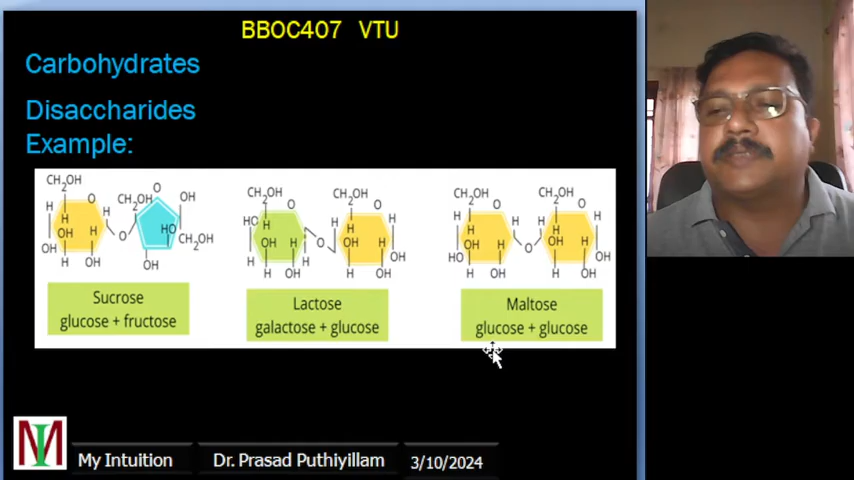 BBOC407 VTU
Carbohydrates
Disaccharides
Example:
CH2OH
H
O
H
H
OH
H
OH
H
OH
O
CH2OH
O
OH
HO
CH2OH
OH
Sucrose
glucose + fructose
CH2OH
HO
O
H
OH
H
H
H
H
OH
O
CH2OH
H
O
H
OH
H
OH
H
OH
Lactose
galactose + glucose
CH2OH
H
O
H
H
OH
H
HO
H
OH
O
CH2OH
H
O
H
H
OH
H
OH
H
OH
Maltose
glucose + glucose
MI
My Intuition
Dr. Prasad Puthiyillam
3/10/2024